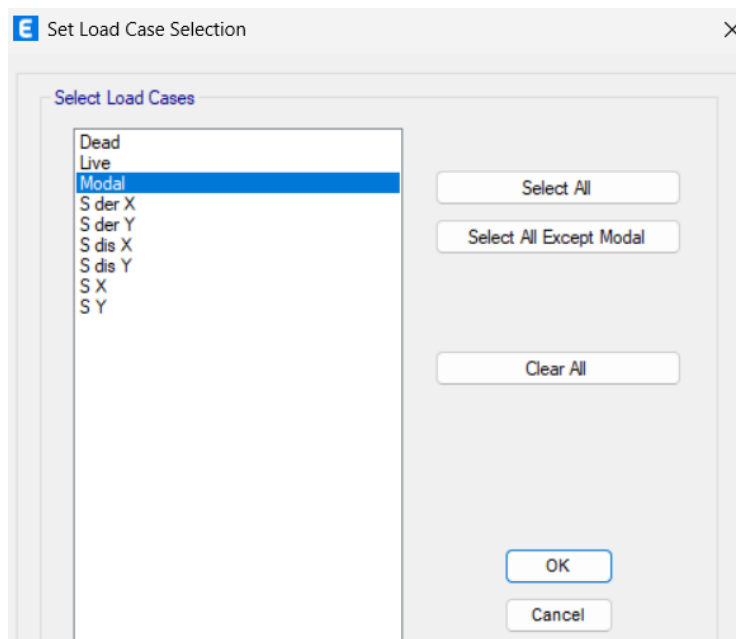 E Set Load Case Selection
Select Load Cases
Dead
Live
Modal
S der X
S der Y
S dis X
S dis Y
S X
S Y
Select All
Select All Except Modal
Clear All
OK
Cancel